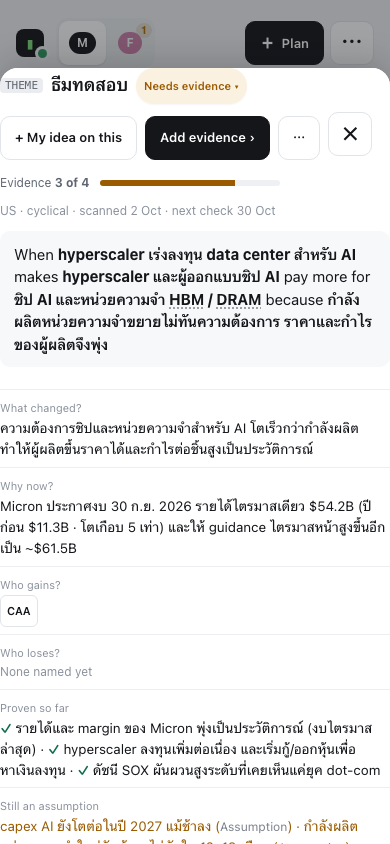 M
F
1
+ Plan
...
THEME ธีมทดสอบ Needs evidence
+ My idea on this
Add evidence ›
...
×
Evidence 3 of 4
US · cyclical · scanned 2 Oct · next check 30 Oct
When hyperscaler เร่งลงทุน data center สำหรับ AI
makes hyperscaler และผู้ออกแบบชิป AI pay more for
ชิป AI และหน่วยความจำ HBM / DRAM because กำลัง
ผลิตหน่วยความจำขยายไม่ทันความต้องการ ราคาและกำไร
ของผู้ผลิตจึงพุ่ง
What changed?
ความต้องการชิปและหน่วยความจำสำหรับ AI โตเร็วกว่ากำลังผลิต
ทำให้ผู้ผลิตขึ้นราคาได้และกำไรต่อชิ้นสูงเป็นประวัติการณ์
Why now?
Micron ประกาศงบ 30 ก.ย. 2026 รายได้ไตรมาสเดียว $54.2B (ปี
ก่อน $11.3B · โตเกือบ 5 เท่า) และให้ guidance ไตรมาสหน้าสูงขึ้นอีก
เป็น ~$61.5B
Who gains?
CAA
Who loses?
None named yet
Proven so far
✓ รายได้และ margin ของ Micron พุ่งเป็นประวัติการณ์ (งบไตรมาส
ล่าสุด) · ✓ hyperscaler ลงทุนเพิ่มต่อเนื่อง และเริ่มกู้/ออกหุ้นเพื่อ
หาเงินลงทุน · ✓ ดัชนี SOX ผันผวนสูงระดับที่เคยเห็นแค่ยุค dot-com
Still an assumption
capex AI ยังโตต่อในปี 2027 แม้ช้าลง (Assumption) · กำลังผลิต